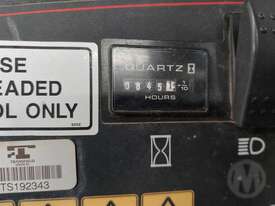 SE
EADED
OL ONLY
QUARTZ
0845
1/10
HOURS
TS192343